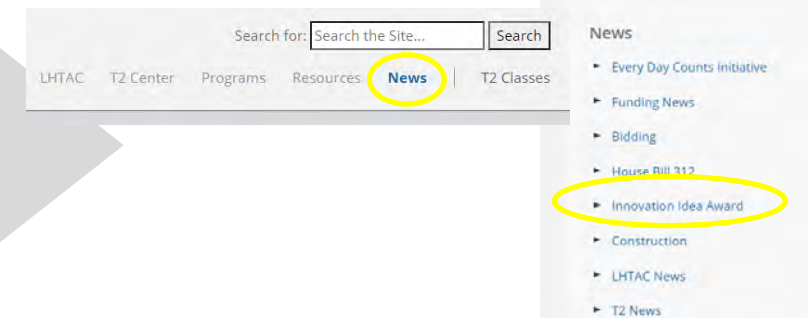 Search for: Search the Site... Search
LHTAC T2 Center Programs Resources News T2 Classes
News
Every Day Counts Initiative
Funding News
Bidding
House Bill 312
Innovation Idea Award
Construction
LHTAC News
T2 News